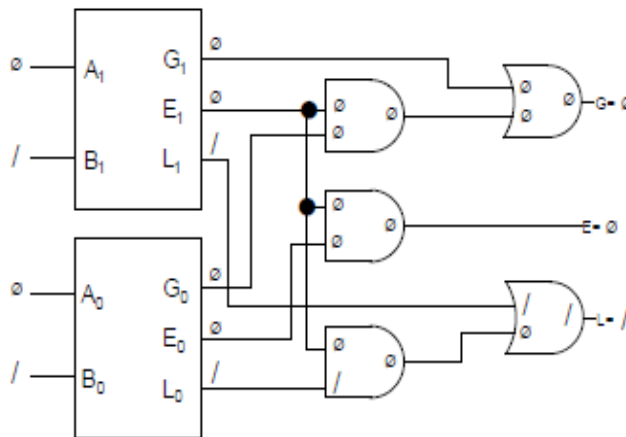 Ø A₁ G₁ Ø
E₁ Ø
/ B₁ L₁ /
Ø A₀ G₀ Ø
E₀ Ø
/ B₀ L₀ /
Ø Ø Ø
Ø Ø Ø
Ø / Ø
Ø Ø Ø G= Ø
E= Ø
/ Ø / L= /